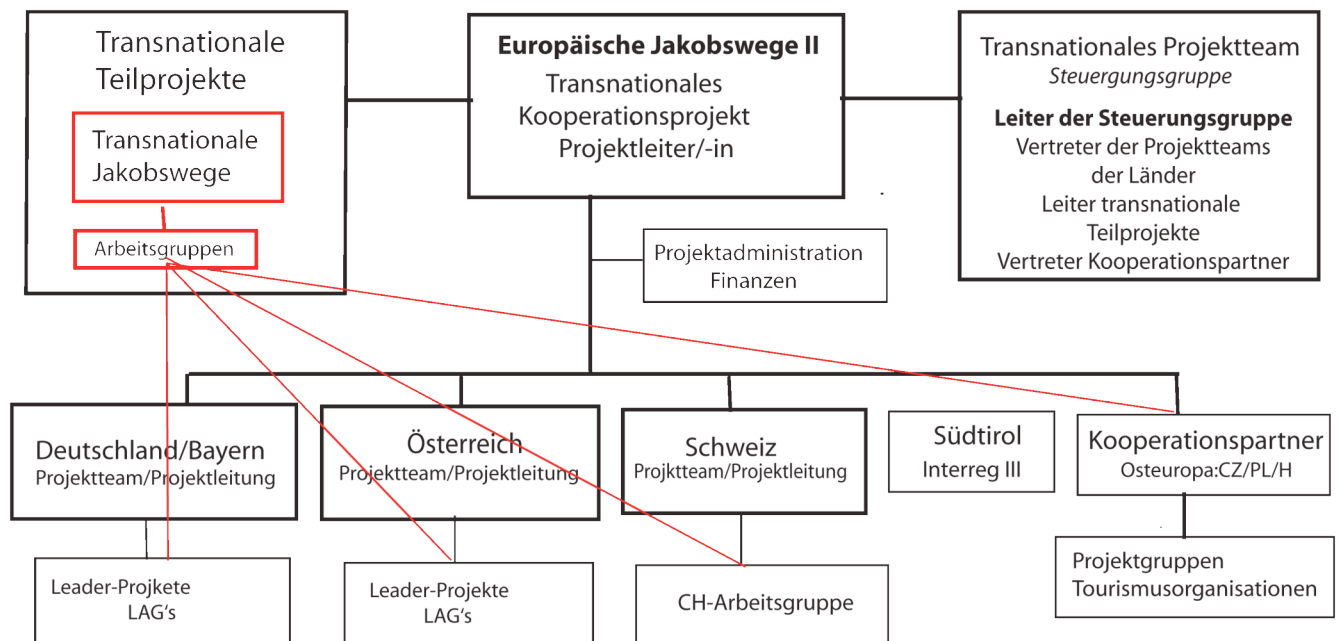 Transnationale
Teilprojekte
Transnationale
Jakobswege
Arbeitsgruppen
Europäische Jakobswege II
Transnationales
Kooperationsprojekt
Projektleiter/-in
Transnationales Projektteam
Steuergungsgruppe
Leiter der Steuerungsgruppe
Vertreter der Projektteams
der Länder
Leiter transnationale
Teilprojekte
Vertreter Kooperationspartner
Projektadministration
Finanzen
Deutschland/Bayern
Projektteam/Projektleitung
Österreich
Projektteam/Projektleitung
Schweiz
Projktteam/Projektleitung
Südtirol
Interreg III
Kooperationspartner
Osteuropa:CZ/PL/H
Leader-Projkete
LAG‘s
Leader-Projekte
LAG‘s
CH-Arbeitsgruppe
Projektgruppen
Tourismusorganisationen